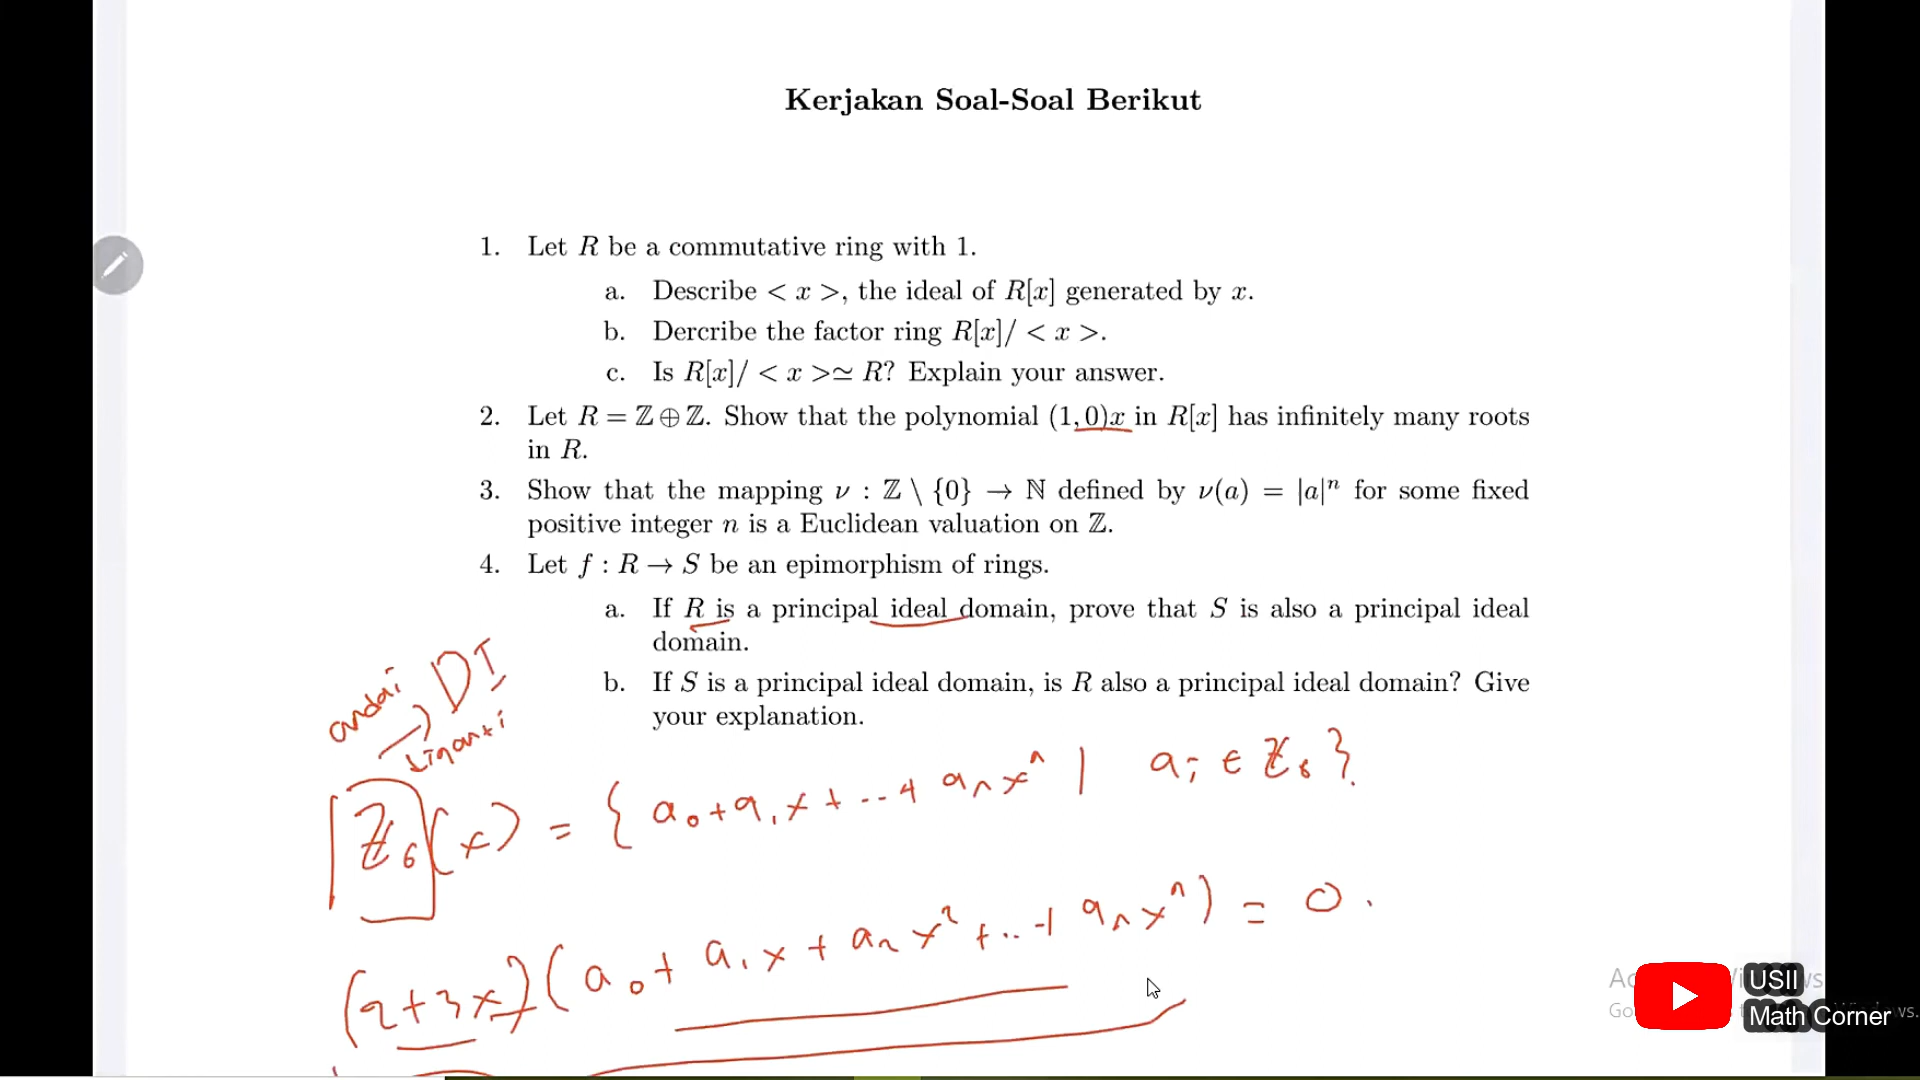 Kerjakan Soal-Soal Berikut
1. Let R be a commutative ring with 1.
a. Describe < x >, the ideal of R[x] generated by x.
b. Dercribe the factor ring R[x]/ < x >.
c. Is R[x]/ < x >≃ R? Explain your answer.
2. Let R = ℤ ⊕ ℤ. Show that the polynomial (1,0)x in R[x] has infinitely many roots
in R.
3. Show that the mapping ν : ℤ \ {0} → ℕ defined by ν(a) = |a|ⁿ for some fixed
positive integer n is a Euclidean valuation on ℤ.
4. Let f : R → S be an epimorphism of rings.
a. If R is a principal ideal domain, prove that S is also a principal ideal
domain.
b. If S is a principal ideal domain, is R also a principal ideal domain? Give
your explanation.
andai DI
diganti
ℤ₆(x) = { a₀ + a₁x + ... + aₙxⁿ | aᵢ ∈ ℤ₆ }
(2+3x)(a₀ + a₁x + a₂x² + ... + aₙxⁿ) = 0.
USII
Math Corner